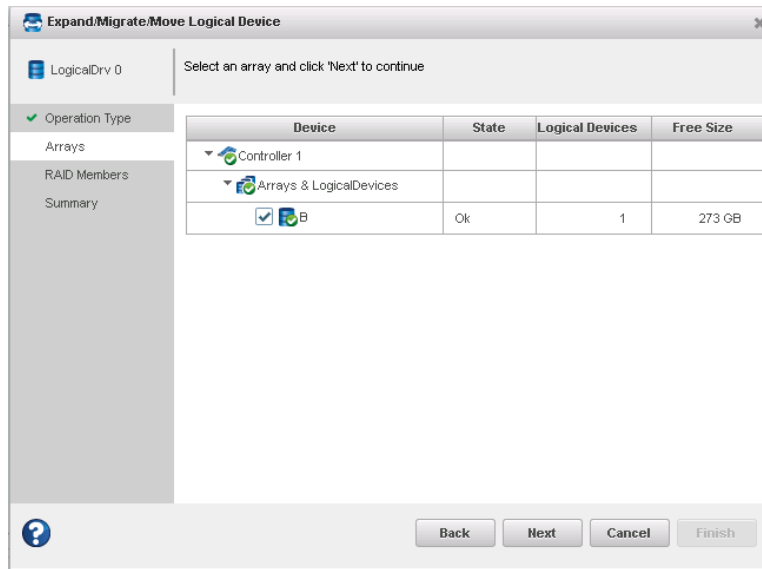 Expand/Migrate/Move Logical Device
LogicalDrv 0
Select an array and click 'Next' to continue
Operation Type
Arrays
RAID Members
Summary
Device State Logical Devices Free Size
Controller 1
Arrays & LogicalDevices
B Ok 1 273 GB
? Back Next Cancel Finish